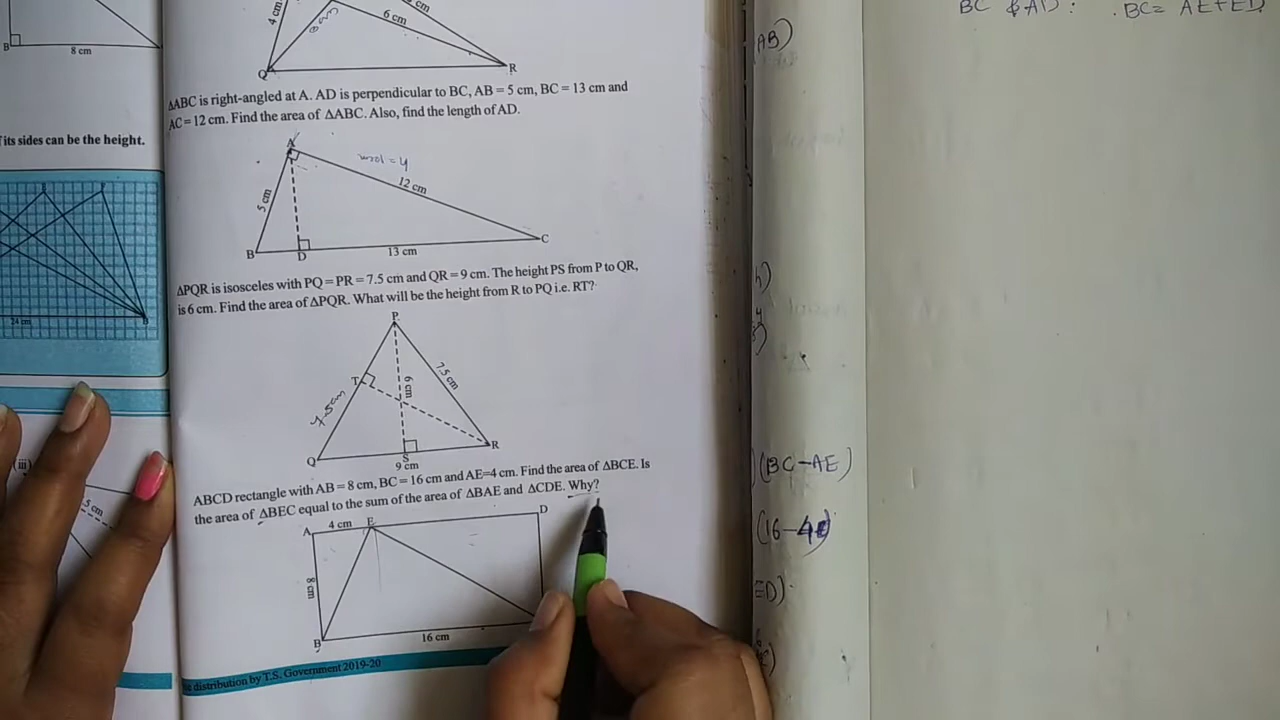 BC & AD: . BC = AE+ED.
4 cm
6 cm
cm
B
8 cm
Q
R
AB)
ΔABC is right-angled at A. AD is perpendicular to BC, AB = 5 cm, BC = 13 cm and
AC = 12 cm. Find the area of ΔABC. Also, find the length of AD.
f its sides can be the height.
A
12 cm
5 cm
B
D
13 cm
C
ΔPQR is isosceles with PQ = PR = 7.5 cm and QR = 9 cm. The height PS from P to QR,
is 6 cm. Find the area of ΔPQR. What will be the height from R to PQ i.e. RT?
24 cm
B
h)
P
T
6 cm
7.5 cm
7.5 cm
Q
S
R
9 cm
(iii)
5 cm
ABCD rectangle with AB = 8 cm, BC = 16 cm and AE=4 cm. Find the area of ΔBCE. Is
the area of ΔBEC equal to the sum of the area of ΔBAE and ΔCDE. Why?
(BC-AE)
(16-4)
ED)
A
4 cm
E
D
8 cm
B
16 cm
distribution by T.S. Government 2019-20